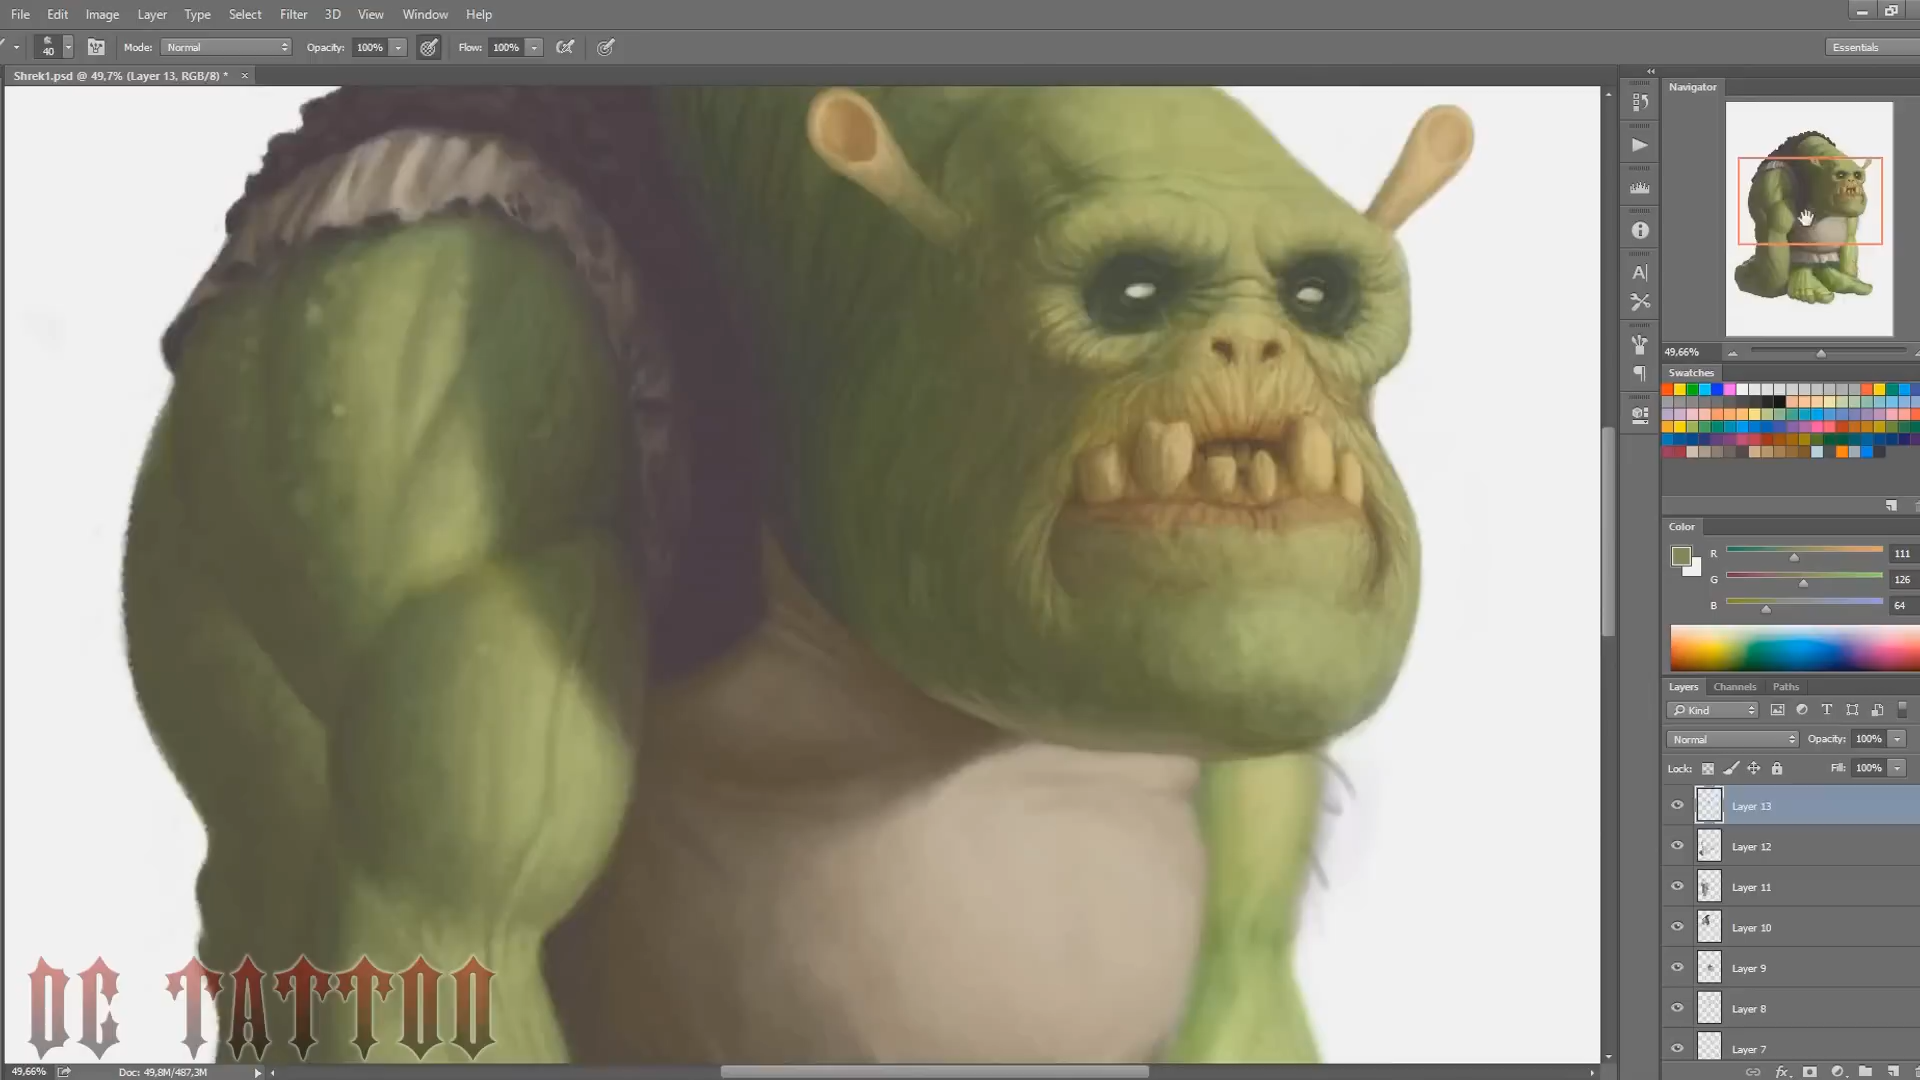 File Edit Image Layer Type Select Filter 3D View Window Help
40 Mode: Normal Opacity: 100% Flow: 100% Essentials
Shrek1.psd @ 49,7% (Layer 13, RGB/8) * ×
Navigator
49,66%
Swatches
Color
R 111
G 126
B 64
Layers Channels Paths
Kind
Normal Opacity: 100%
Lock: Fill: 100%
Layer 13
Layer 12
Layer 11
Layer 10
Layer 9
Layer 8
Layer 7
DC TATTOO
49,66% Doc: 49,8M/487,3M